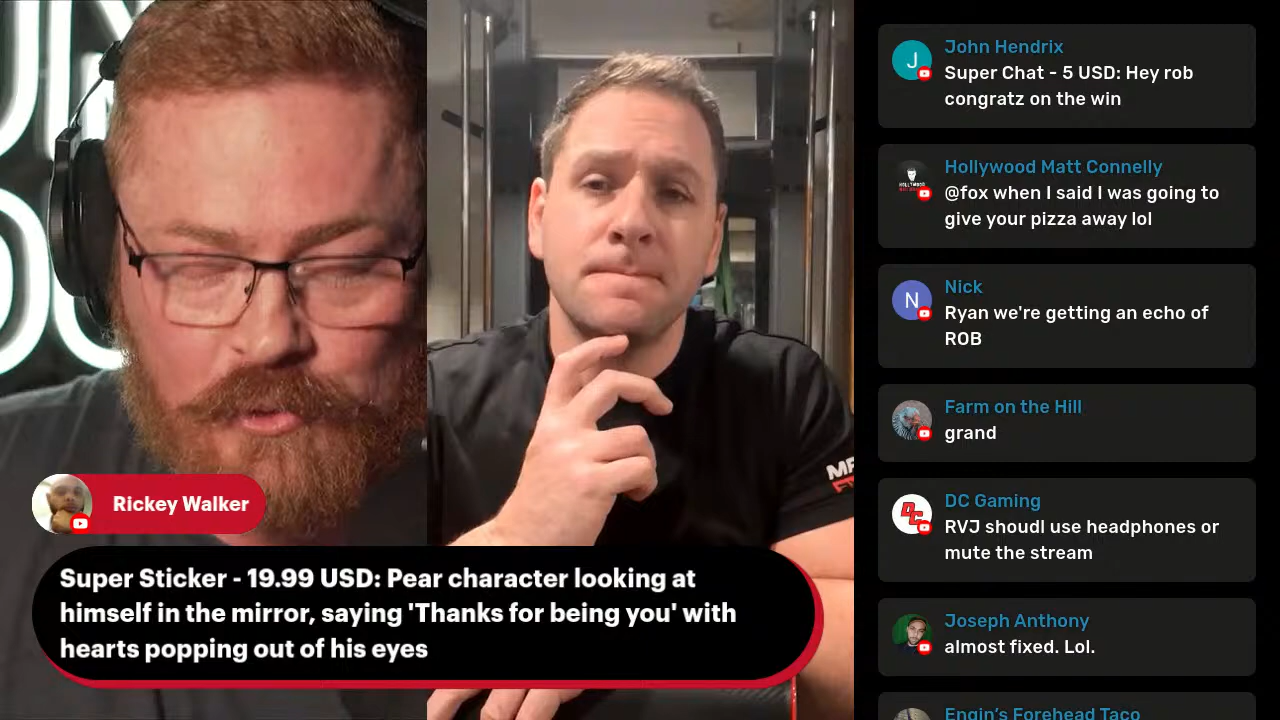 Rickey Walker
Super Sticker - 19.99 USD: Pear character looking at
himself in the mirror, saying 'Thanks for being you' with
hearts popping out of his eyes
John Hendrix
Super Chat - 5 USD: Hey rob
congratz on the win
Hollywood Matt Connelly
@fox when I said I was going to
give your pizza away lol
Nick
Ryan we're getting an echo of
ROB
Farm on the Hill
grand
DC Gaming
RVJ shoudl use headphones or
mute the stream
Joseph Anthony
almost fixed. Lol.
Engin's Forehead Taco